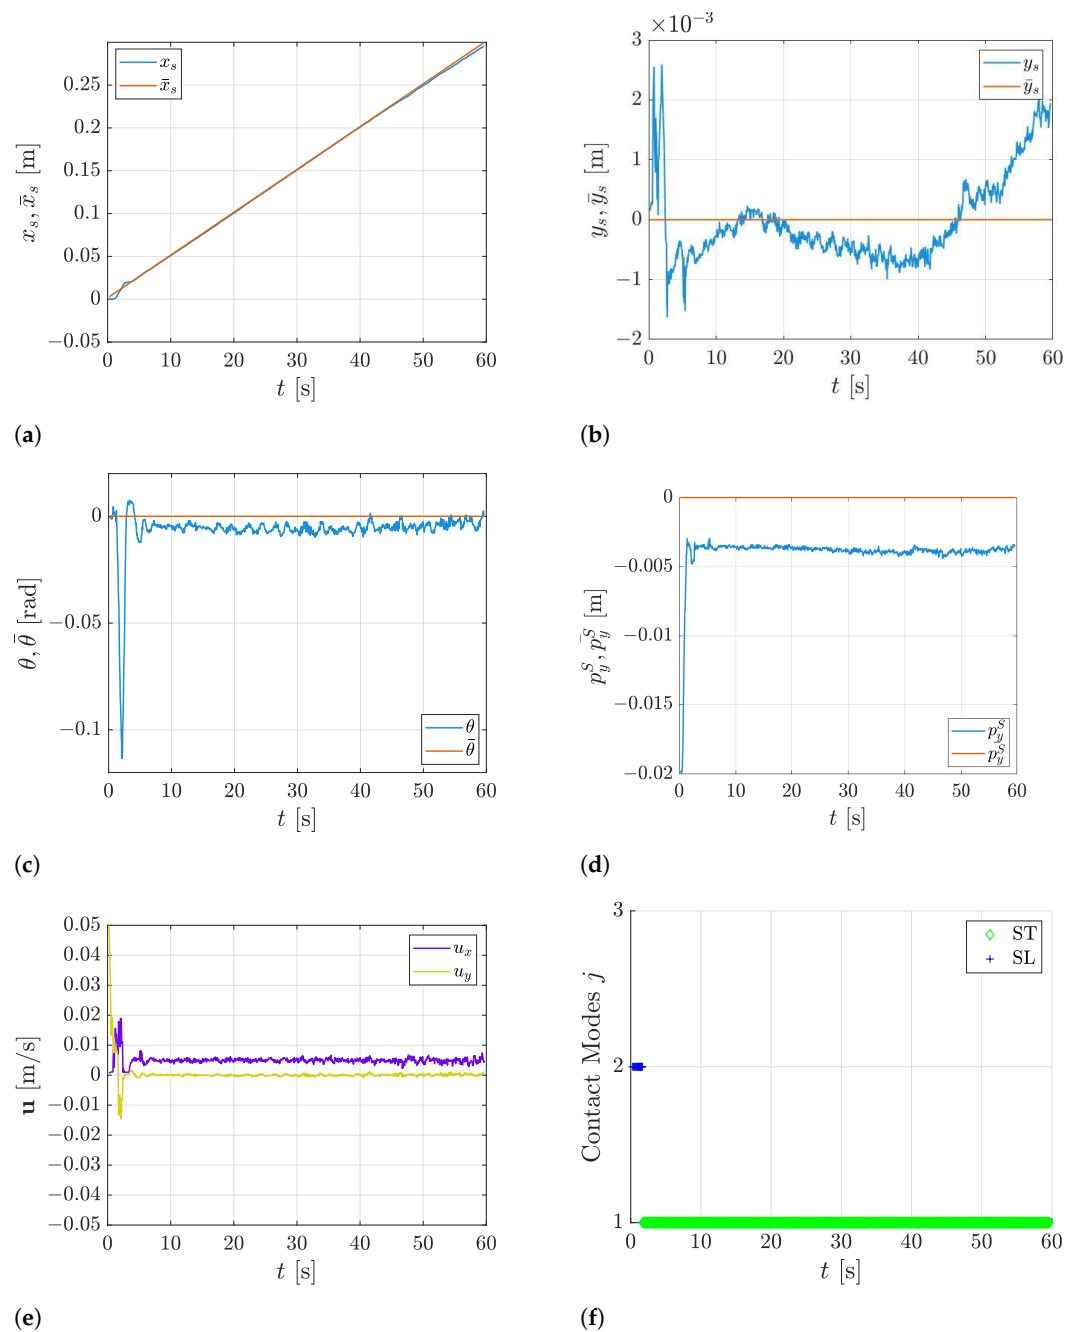 x_s
x̄_s
0.25
0.2
0.15
0.1
0.05
0
−0.05
0 10 20 30 40 50 60
x_s, x̄_s [m]
t [s]
(a)
×10⁻³
y_s
ȳ_s
3
2
1
0
−1
−2
0 10 20 30 40 50 60
y_s, ȳ_s [m]
t [s]
(b)
0
−0.05
−0.1
θ
θ̄
0 10 20 30 40 50 60
θ, θ̄ [rad]
t [s]
(c)
0
−0.005
−0.01
−0.015
−0.02
p_y^S
p̄_y^S
0 10 20 30 40 50 60
p_y^S, p̄_y^S [m]
t [s]
(d)
0.05
0.04
0.03
0.02
0.01
0
−0.01
−0.02
−0.03
−0.04
−0.05
u_x
u_y
0 10 20 30 40 50 60
u [m/s]
t [s]
(e)
3
2
1
ST
SL
0 10 20 30 40 50 60
Contact Modes j
t [s]
(f)